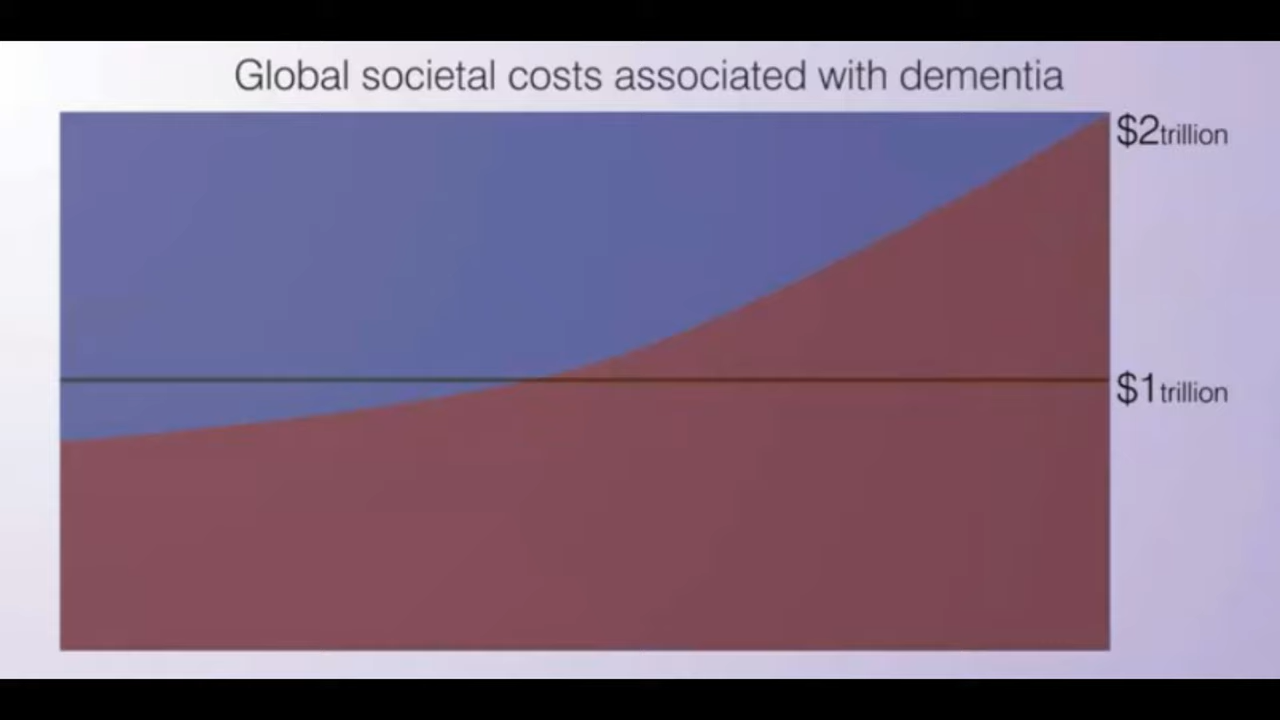 Global societal costs associated with dementia
$2trillion
$1trillion